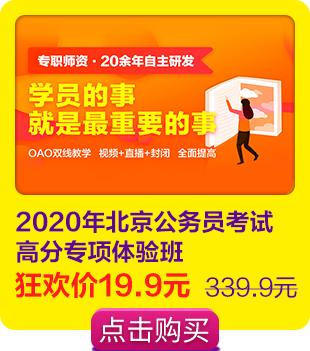 专职师资·20余年自主研发
学员的事
就是最重要的事
OAO双线教学 视频+直播+封闭 全面提高
2020年北京公务员考试
高分专项体验班
狂欢价19.9元 339.9元
点击购买